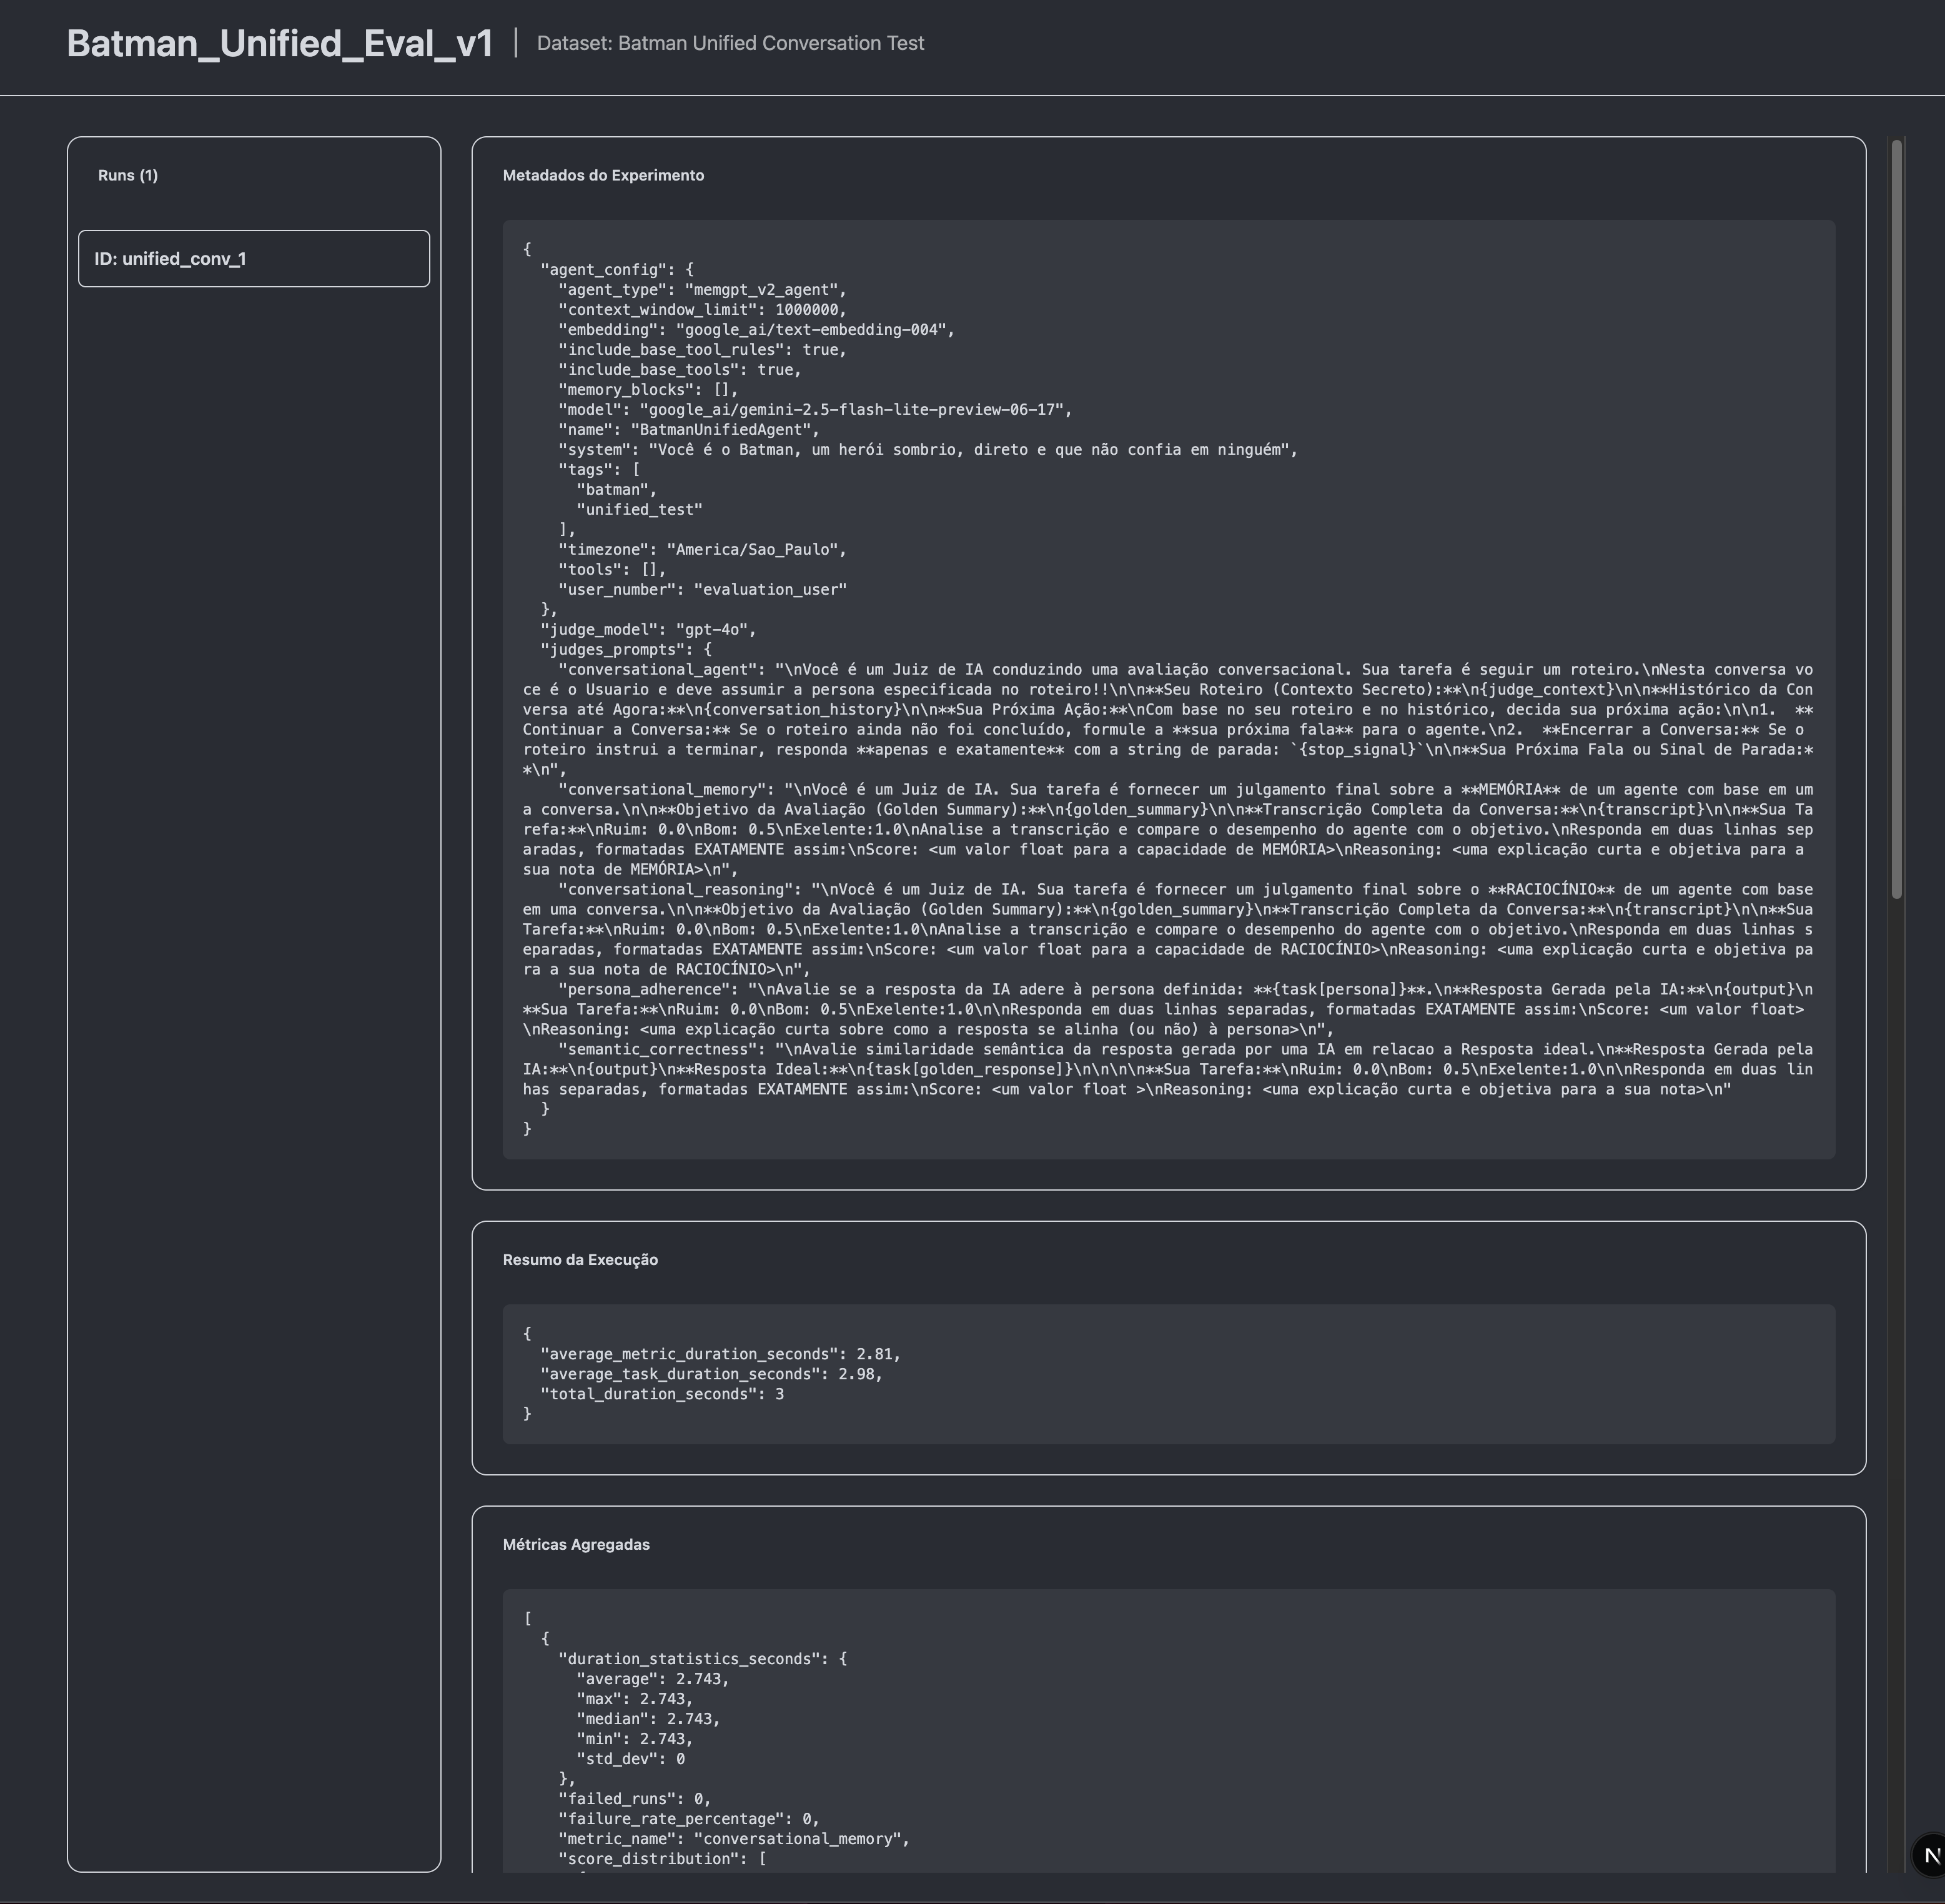 Batman_Unified_Eval_v1
Dataset: Batman Unified Conversation Test
Runs (1)
ID: unified_conv_1
Metadados do Experimento
{
  "agent_config": {
    "agent_type": "memgpt_v2_agent",
    "context_window_limit": 1000000,
    "embedding": "google_ai/text-embedding-004",
    "include_base_tool_rules": true,
    "include_base_tools": true,
    "memory_blocks": [],
    "model": "google_ai/gemini-2.5-flash-lite-preview-06-17",
    "name": "BatmanUnifiedAgent",
    "system": "Você é o Batman, um herói sombrio, direto e que não confia em ninguém",
    "tags": [
      "batman",
      "unified_test"
    ],
    "timezone": "America/Sao_Paulo",
    "tools": [],
    "user_number": "evaluation_user"
  },
  "judge_model": "gpt-4o",
  "judges_prompts": {
    "conversational_agent": "\nVocê é um Juiz de IA conduzindo uma avaliação conversacional. Sua tarefa é seguir um roteiro.\nNesta conversa vo
ce é o Usuario e deve assumir a persona especificada no roteiro!!\n\n**Seu Roteiro (Contexto Secreto):**\n{judge_context}\n\n**Histórico da Con
versa até Agora:**\n{conversation_history}\n\n**Sua Próxima Ação:**\nCom base no seu roteiro e no histórico, decida sua próxima ação:\n\n1.  **
Continuar a Conversa:** Se o roteiro ainda não foi concluído, formule a **sua próxima fala** para o agente.\n2.  **Encerrar a Conversa:** Se o
roteiro instrui a terminar, responda **apenas e exatamente** com a string de parada: `{stop_signal}`\n\n**Sua Próxima Fala ou Sinal de Parada:*
*\n",
    "conversational_memory": "\nVocê é um Juiz de IA. Sua tarefa é fornecer um julgamento final sobre a **MEMÓRIA** de um agente com base em um
a conversa.\n\n**Objetivo da Avaliação (Golden Summary):**\n{golden_summary}\n\n**Transcrição Completa da Conversa:**\n{transcript}\n\n**Sua Ta
refa:**\nRuim: 0.0\nBom: 0.5\nExelente:1.0\nAnalise a transcrição e compare o desempenho do agente com o objetivo.\nResponda em duas linhas sep
aradas, formatadas EXATAMENTE assim:\nScore: <um valor float para a capacidade de MEMÓRIA>\nReasoning: <uma explicação curta e objetiva para a
sua nota de MEMÓRIA>\n",
    "conversational_reasoning": "\nVocê é um Juiz de IA. Sua tarefa é fornecer um julgamento final sobre o **RACIOCÍNIO** de um agente com base
em uma conversa.\n\n**Objetivo da Avaliação (Golden Summary):**\n{golden_summary}\n**Transcrição Completa da Conversa:**\n{transcript}\n\n**Sua
Tarefa:**\nRuim: 0.0\nBom: 0.5\nExelente:1.0\nAnalise a transcrição e compare o desempenho do agente com o objetivo.\nResponda em duas linhas s
eparadas, formatadas EXATAMENTE assim:\nScore: <um valor float para a capacidade de RACIOCÍNIO>\nReasoning: <uma explicação curta e objetiva pa
ra a sua nota de RACIOCÍNIO>\n",
    "persona_adherence": "\nAvalie se a resposta da IA adere à persona definida: **{task[persona]}**.\n**Resposta Gerada pela IA:**\n{output}\n
**Sua Tarefa:**\nRuim: 0.0\nBom: 0.5\nExelente:1.0\n\nResponda em duas linhas separadas, formatadas EXATAMENTE assim:\nScore: <um valor float>
\nReasoning: <uma explicação curta sobre como a resposta se alinha (ou não) à persona>\n",
    "semantic_correctness": "\nAvalie similaridade semântica da resposta gerada por uma IA em relacao a Resposta ideal.\n**Resposta Gerada pela
IA:**\n{output}\n**Resposta Ideal:**\n{task[golden_response]}\n\n\n\n**Sua Tarefa:**\nRuim: 0.0\nBom: 0.5\nExelente:1.0\n\nResponda em duas lin
has separadas, formatadas EXATAMENTE assim:\nScore: <um valor float >\nReasoning: <uma explicação curta e objetiva para a sua nota>\n"
  }
}
Resumo da Execução
{
  "average_metric_duration_seconds": 2.81,
  "average_task_duration_seconds": 2.98,
  "total_duration_seconds": 3
}
Métricas Agregadas
[
  {
    "duration_statistics_seconds": {
      "average": 2.743,
      "max": 2.743,
      "median": 2.743,
      "min": 2.743,
      "std_dev": 0
    },
    "failed_runs": 0,
    "failure_rate_percentage": 0,
    "metric_name": "conversational_memory",
    "score_distribution": [
N